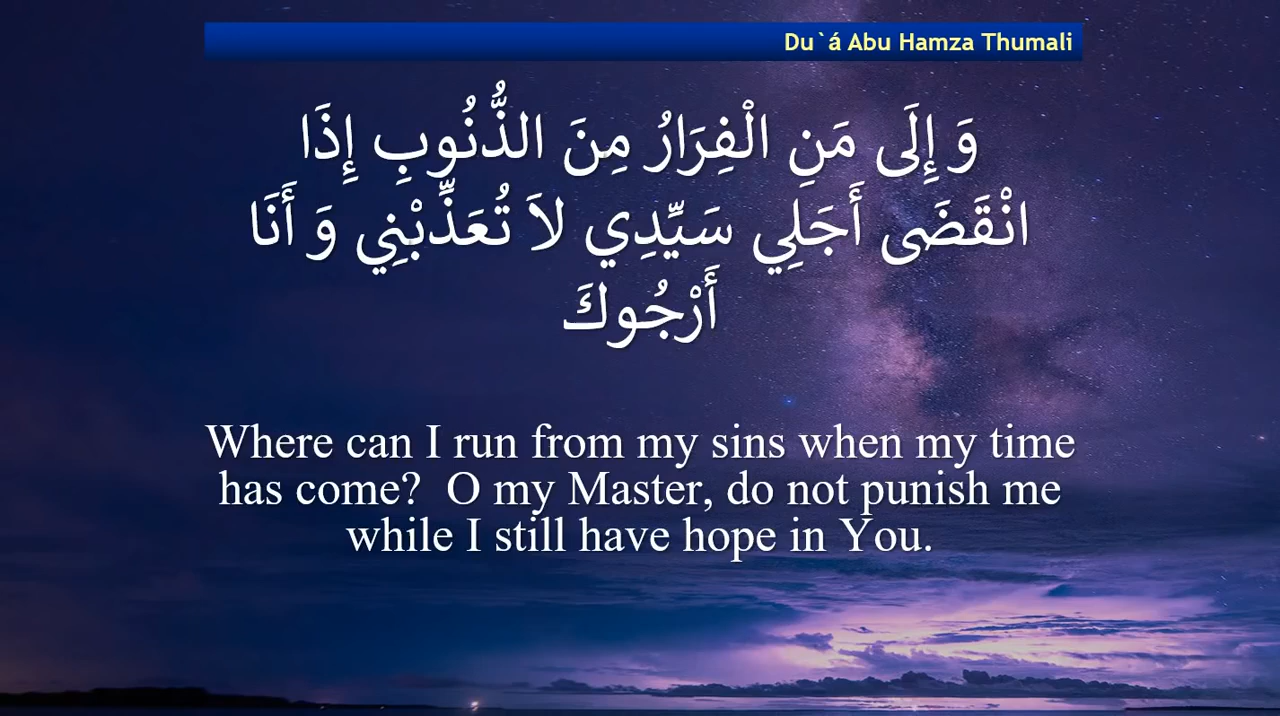 Du`á Abu Hamza Thumali
وَ إِلَى مَنِ الْفِرَارُ مِنَ الذُّنُوبِ إِذَا
انْقَضَى أَجَلِي سَيِّدِي لاَ تُعَذِّبْنِي وَ أَنَا
أَرْجُوكَ
Where can I run from my sins when my time
has come?  O my Master, do not punish me
while I still have hope in You.